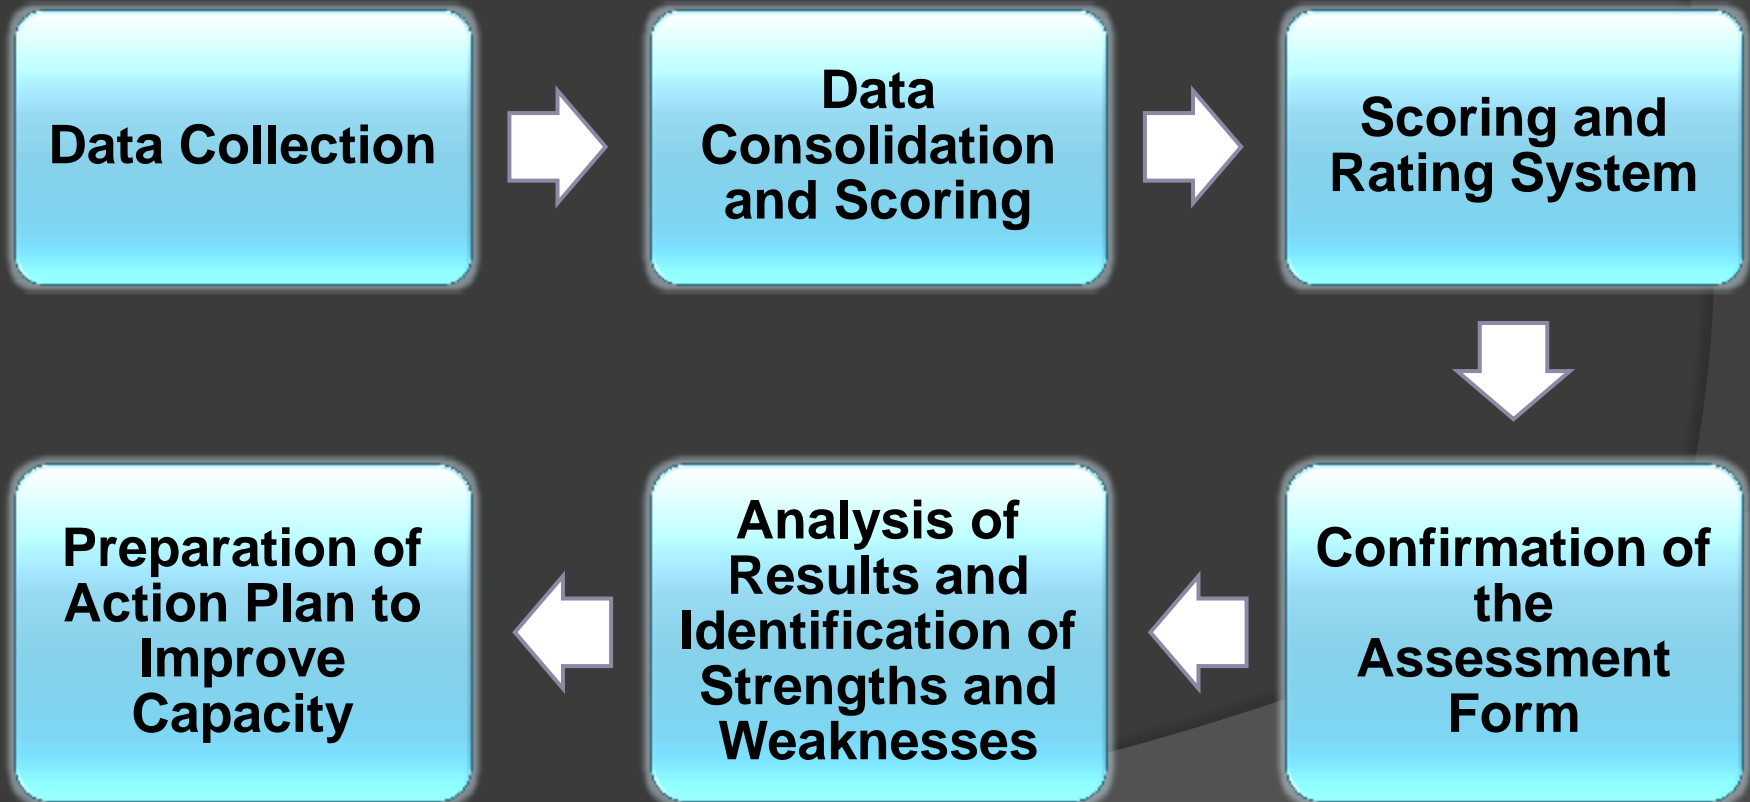 Data Collection
Data
Consolidation
and Scoring
Scoring and
Rating System
Confirmation of
the
Assessment
Form
Analysis of
Results and
Identification of
Strengths and
Weaknesses
Preparation of
Action Plan to
Improve
Capacity